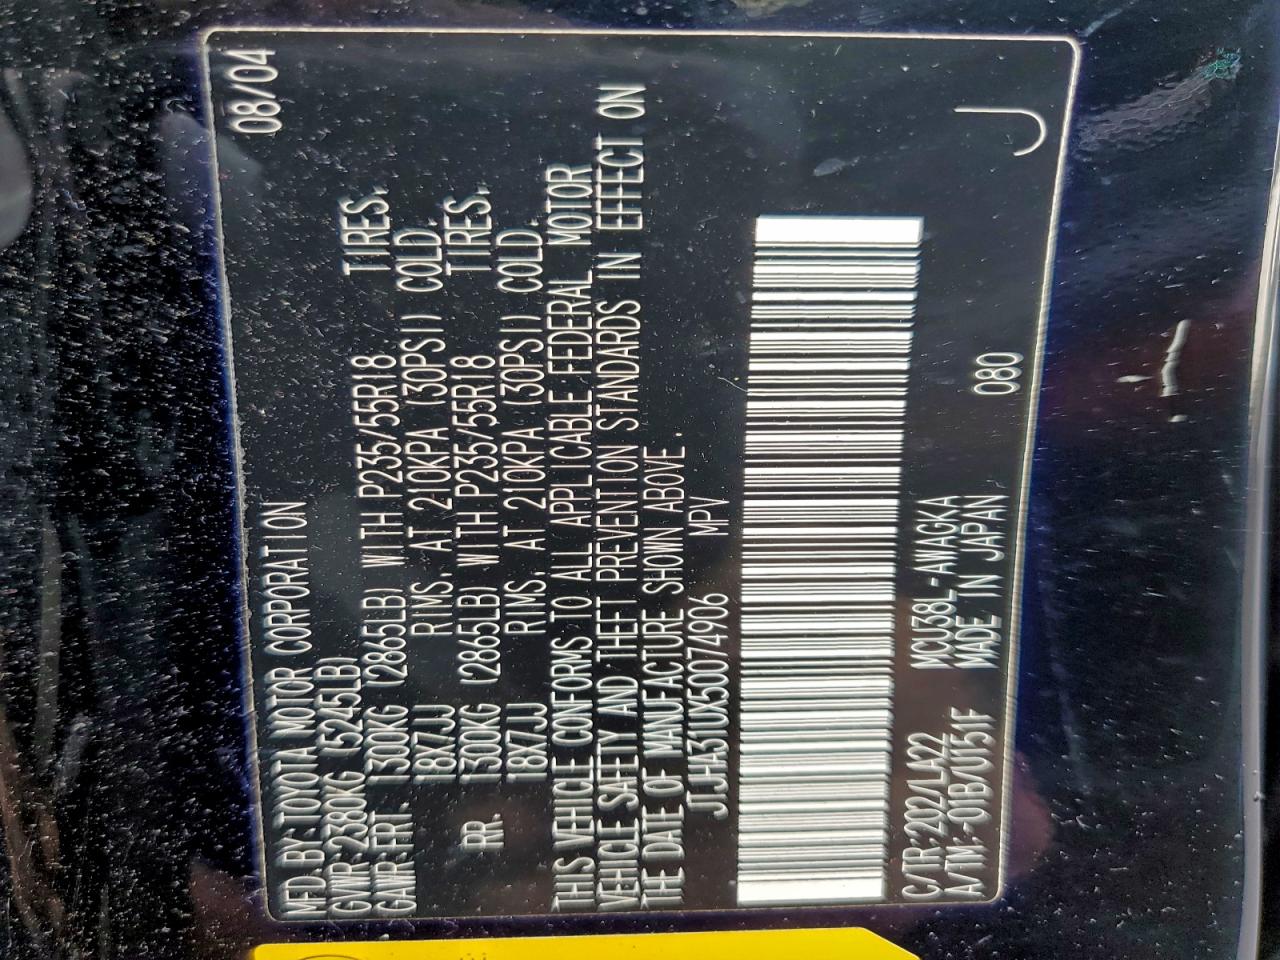 MFD.BY:TOYOTA MOTOR CORPORATION 08/04
GVWR:2380KG (5245LB)
GAWR:FRT. 1300KG (2865LB) WITH P235/55R18 TIRES,
18X7JJ RIMS, AT 210KPA (30PSI) COLD.
RR. 1300KG (2865LB) WITH P235/55R18 TIRES,
18X7JJ RIMS, AT 210KPA (30PSI) COLD.
THIS VEHICLE CONFORMS TO ALL APPLICABLE FEDERAL MOTOR
VEHICLE SAFETY AND THEFT PREVENTION STANDARDS IN EFFECT ON
THE DATE OF MANUFACTURE SHOWN ABOVE.
JTJHA31UX50074906 MPV
C/TR:202/LA22 MCU38L-AWAGKA
A/TM:-01B/U151F MADE IN JAPAN 080
J